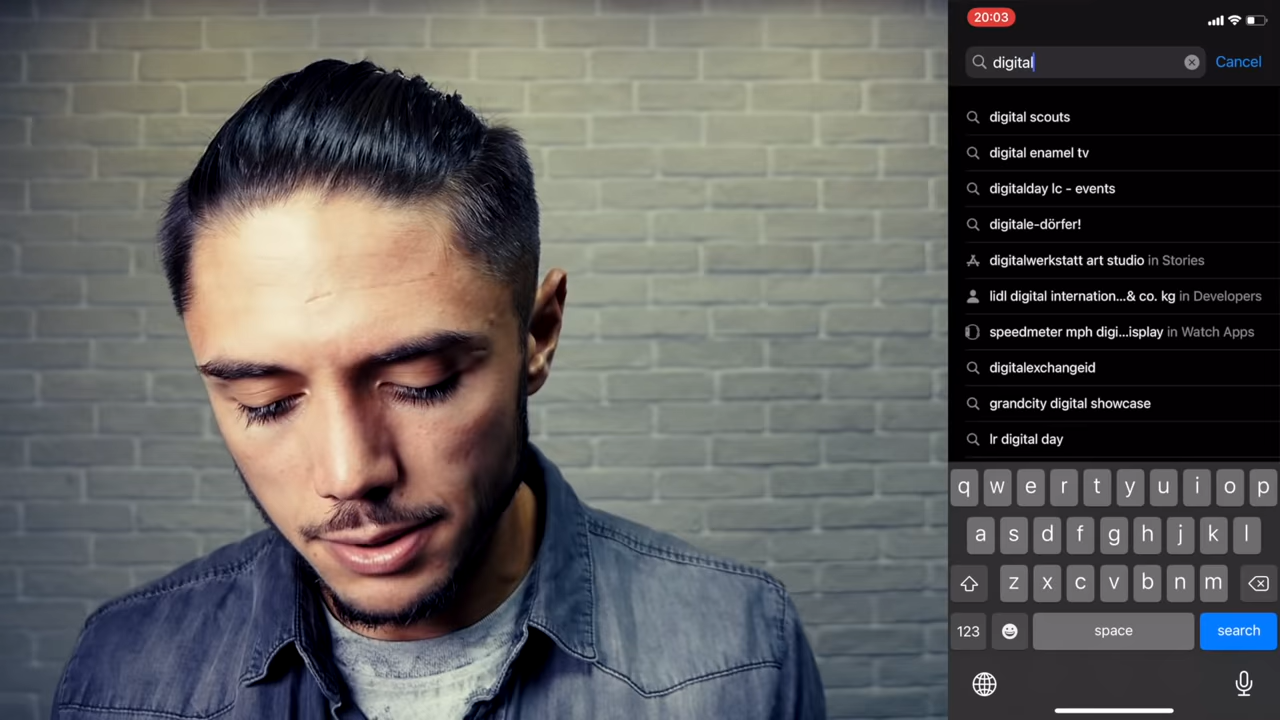 20:03
digital
Cancel
digital scouts
digital enamel tv
digitalday lc - events
digitale-dörfer!
digitalwerkstatt art studio in Stories
lidl digital internation...& co. kg in Developers
speedmeter mph digi...isplay in Watch Apps
digitalexchangeid
grandcity digital showcase
lr digital day
q w e r t y u i o p
a s d f g h j k l
z x c v b n m
123 space search